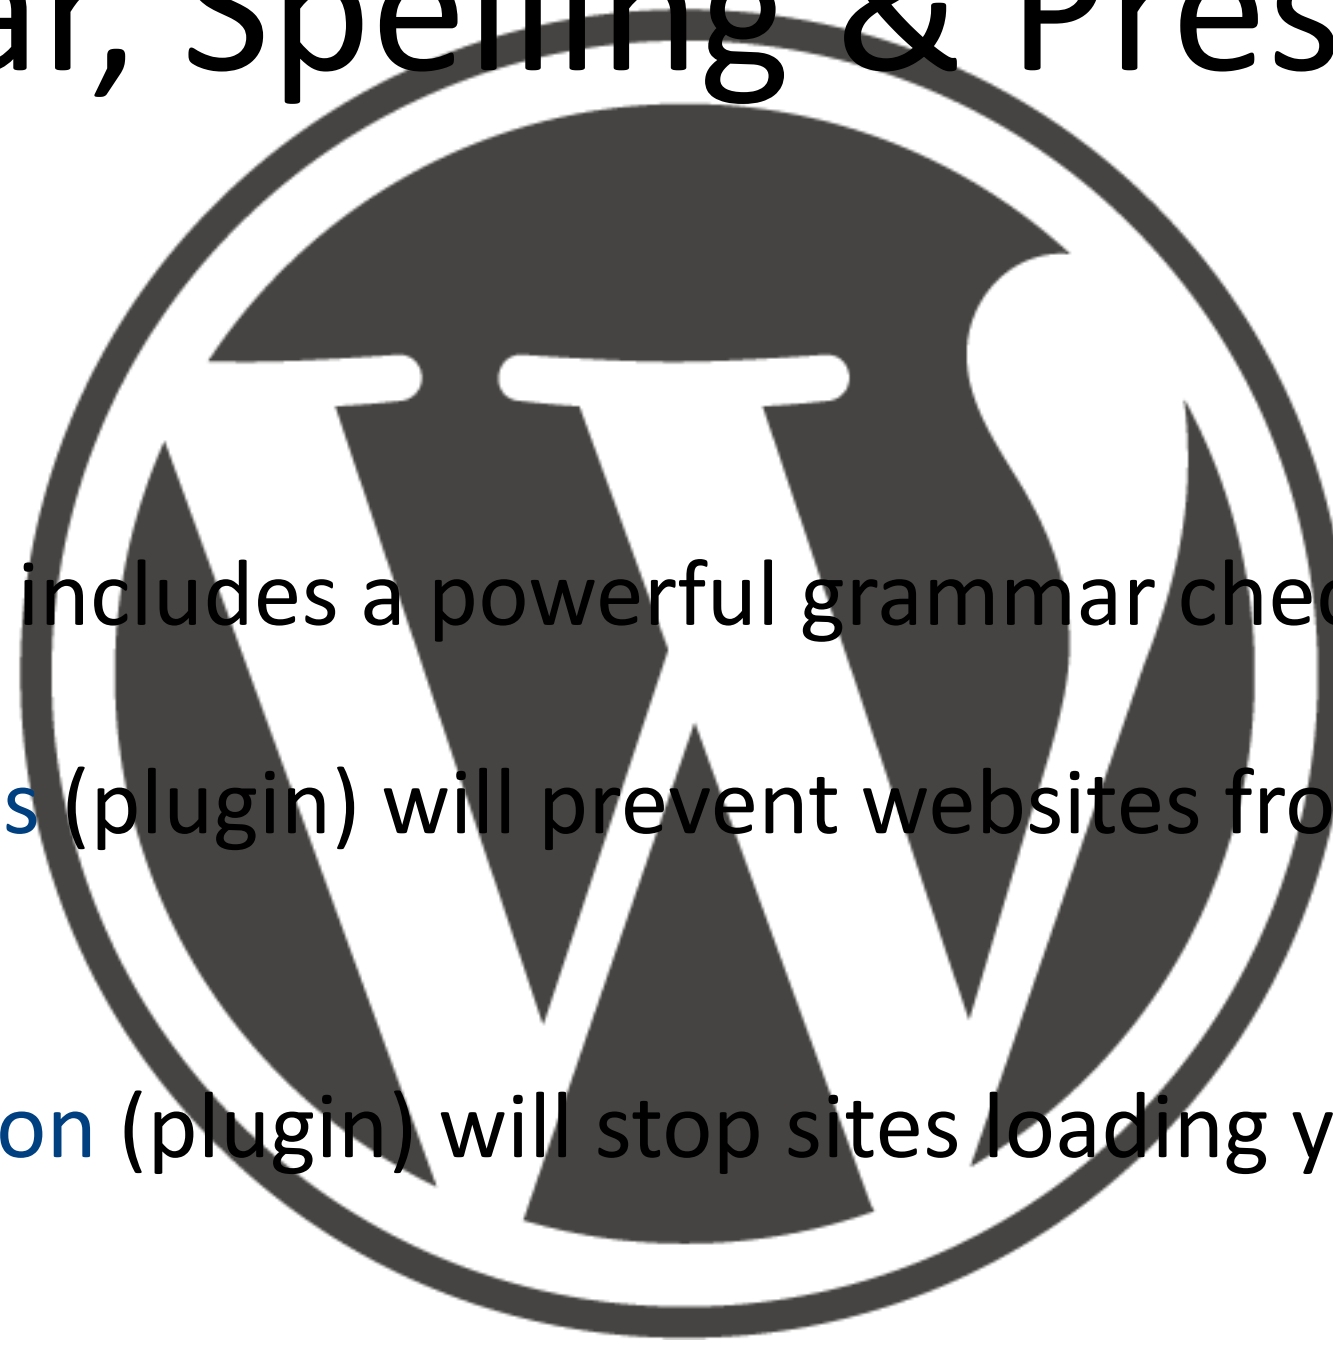 ar, Spelling & Pres
includes a powerful grammar chec
s (plugin) will prevent websites fro
on (plugin) will stop sites loading y